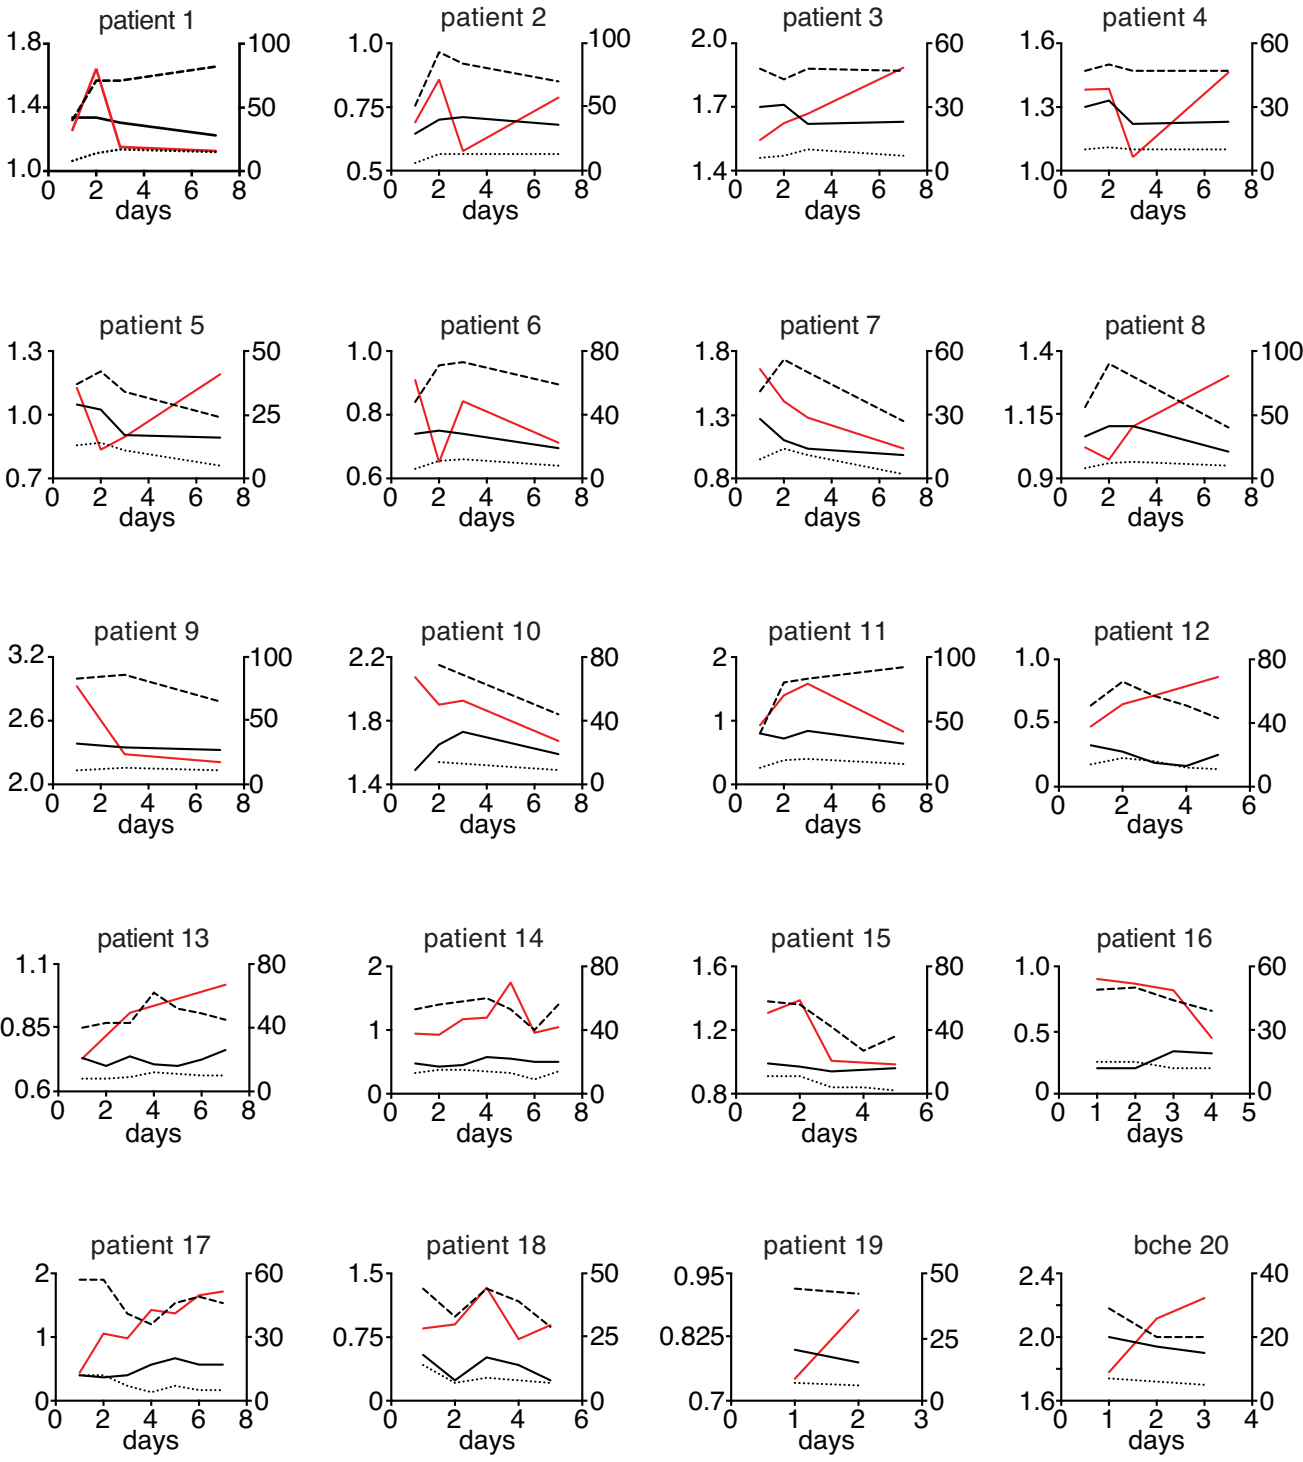 patient 1 patient 2 patient 3 patient 4
1.8 100 1.0 100 2.0 60 1.6 60
1.4 50 0.75 50 1.7 30 1.3 30
1.0 0 0.5 0 1.4 0 1.0 0
0 2 4 6 8 0 2 4 6 8 0 2 4 6 8 0 2 4 6 8
days days days days
patient 5 patient 6 patient 7 patient 8
1.3 50 1.0 80 1.8 60 1.4 100
1.0 25 0.8 40 1.3 30 1.15 50
0.7 0 0.6 0 0.8 0 0.9 0
0 2 4 6 8 0 2 4 6 8 0 2 4 6 8 0 2 4 6 8
days days days days
patient 9 patient 10 patient 11 patient 12
3.2 100 2.2 80 2 100 1.0 80
2.6 50 1.8 40 1 50 0.5 40
2.0 0 1.4 0 0 0 0 0
0 2 4 6 8 0 2 4 6 8 0 2 4 6 8 0 2 4 6
days days days days
patient 13 patient 14 patient 15 patient 16
1.1 80 2 80 1.6 80 1.0 60
0.85 40 1 40 1.2 40 0.5 30
0.6 0 0 0 0.8 0 0 0
0 2 4 6 8 0 2 4 6 8 0 2 4 6 0 1 2 3 4 5
days days days days
patient 17 patient 18 patient 19 bche 20
2 60 1.5 50 0.95 50 2.4 40
1 30 0.75 25 0.825 25 2.0 20
0 0 0 0 0.7 0 1.6 0
0 2 4 6 8 0 2 4 6 0 1 2 3 0 1 2 3 4
days days days days